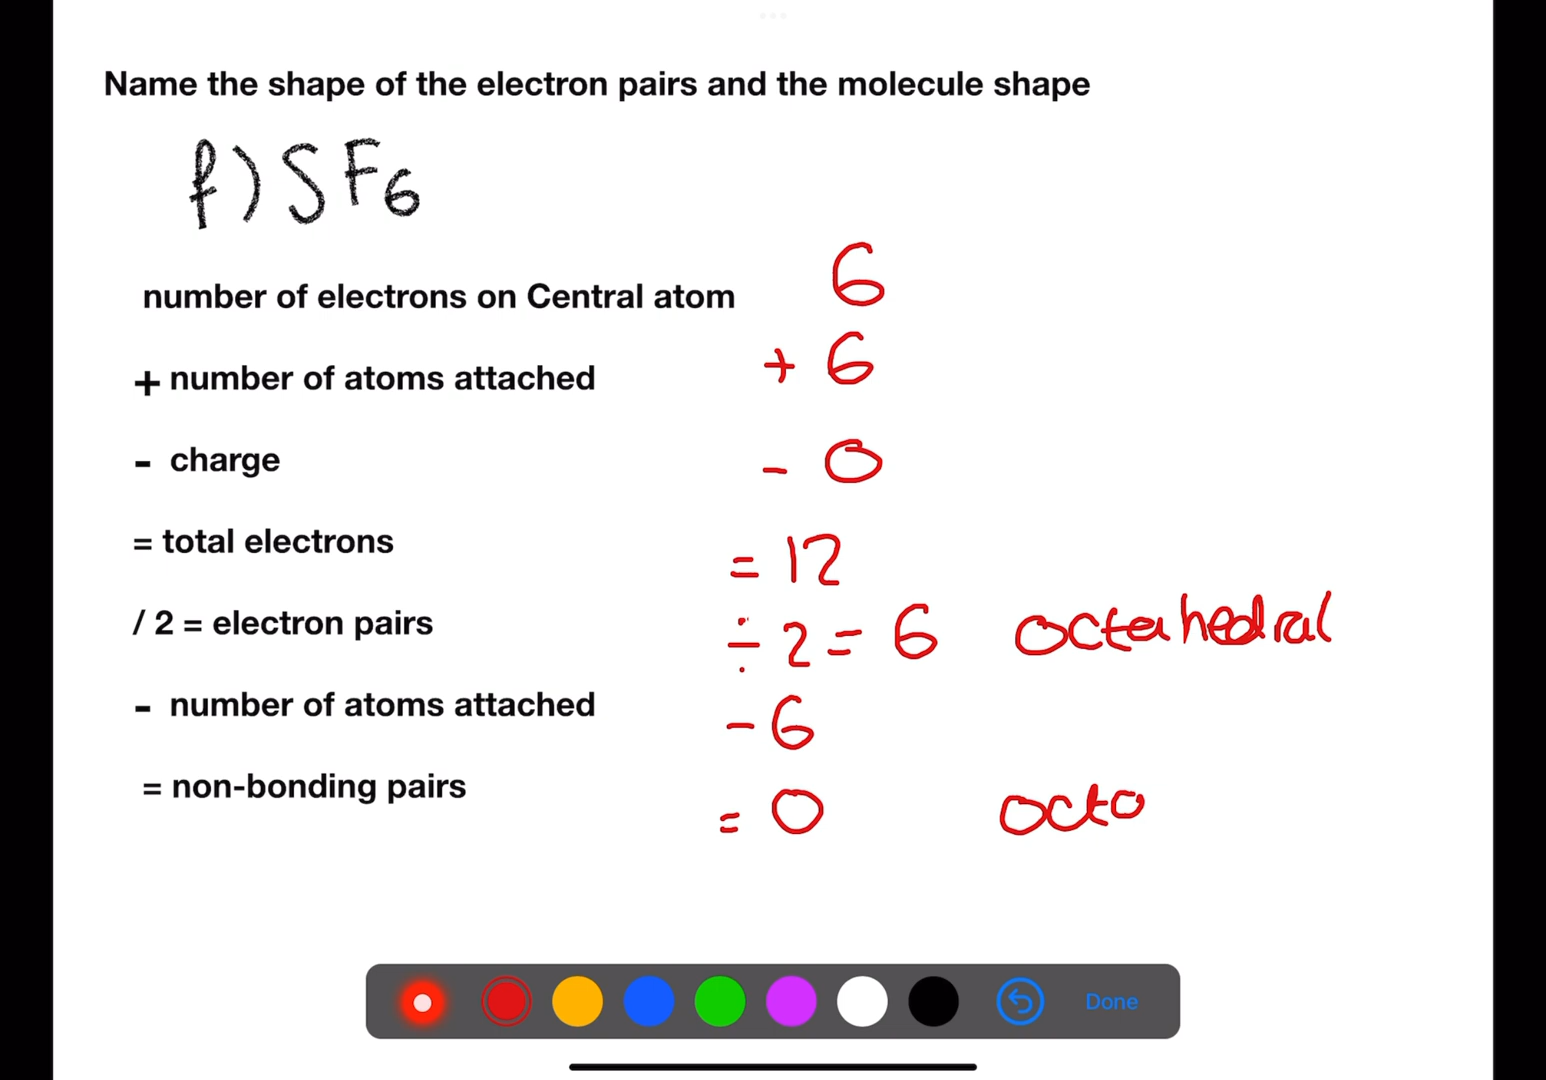 Name the shape of the electron pairs and the molecule shape
f) SF6
number of electrons on Central atom 6
+ number of atoms attached + 6
- charge - 0
= total electrons = 12
/ 2 = electron pairs ÷ 2 = 6 octahedral
- number of atoms attached - 6
= non-bonding pairs = 0 octo
Done